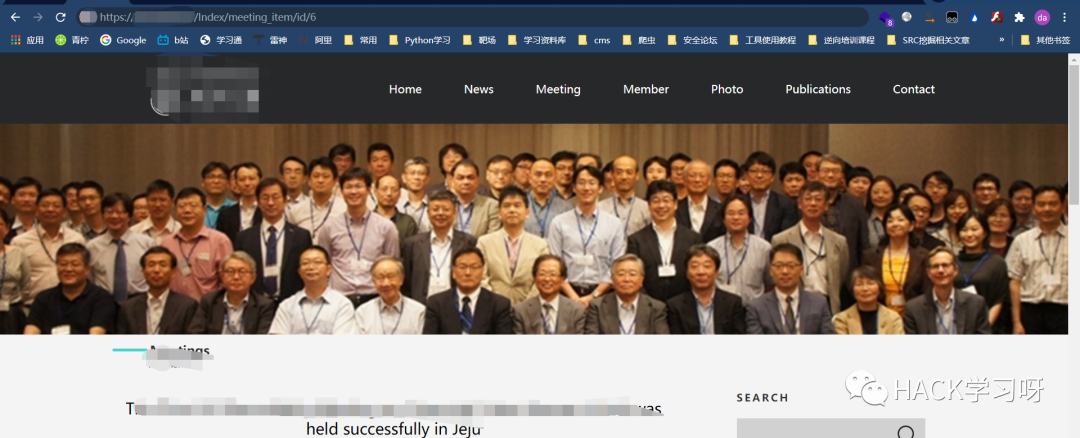 https:/
/Index/meeting_item/id/6
8
da
应用 青柠 Google b站 学习通 雷神 阿里 常用 Python学习 靶场 学习资料库 cms 爬虫 安全论坛 工具使用教程 逆向培训课程 SRC挖掘相关文章 » 其他书签
Home News Meeting Member Photo Publications Contact
HACK学习呀
SEARCH
held successfully in Jeju